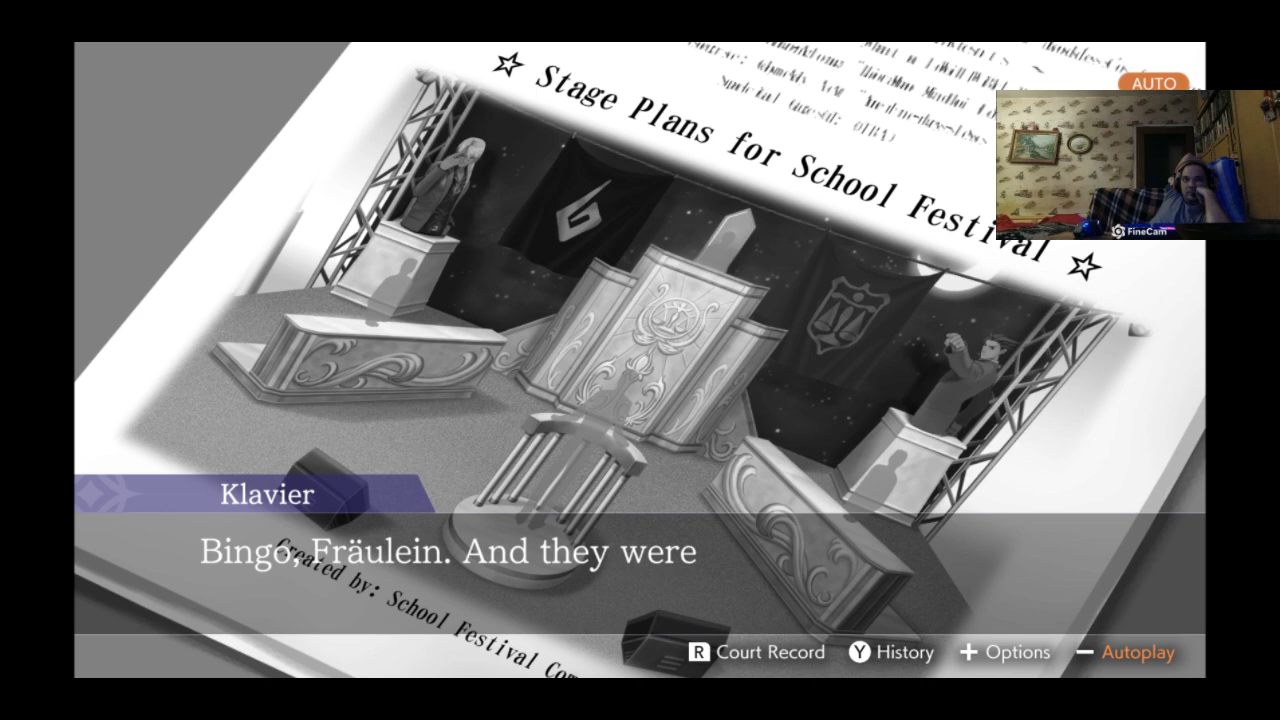 ☆ Stage Plans for School Festival ☆
AUTO
FineCam
G
Klavier
Bingo, Fräulein. And they were
Created by: School Festival Com
R Court Record Y History + Options - Autoplay